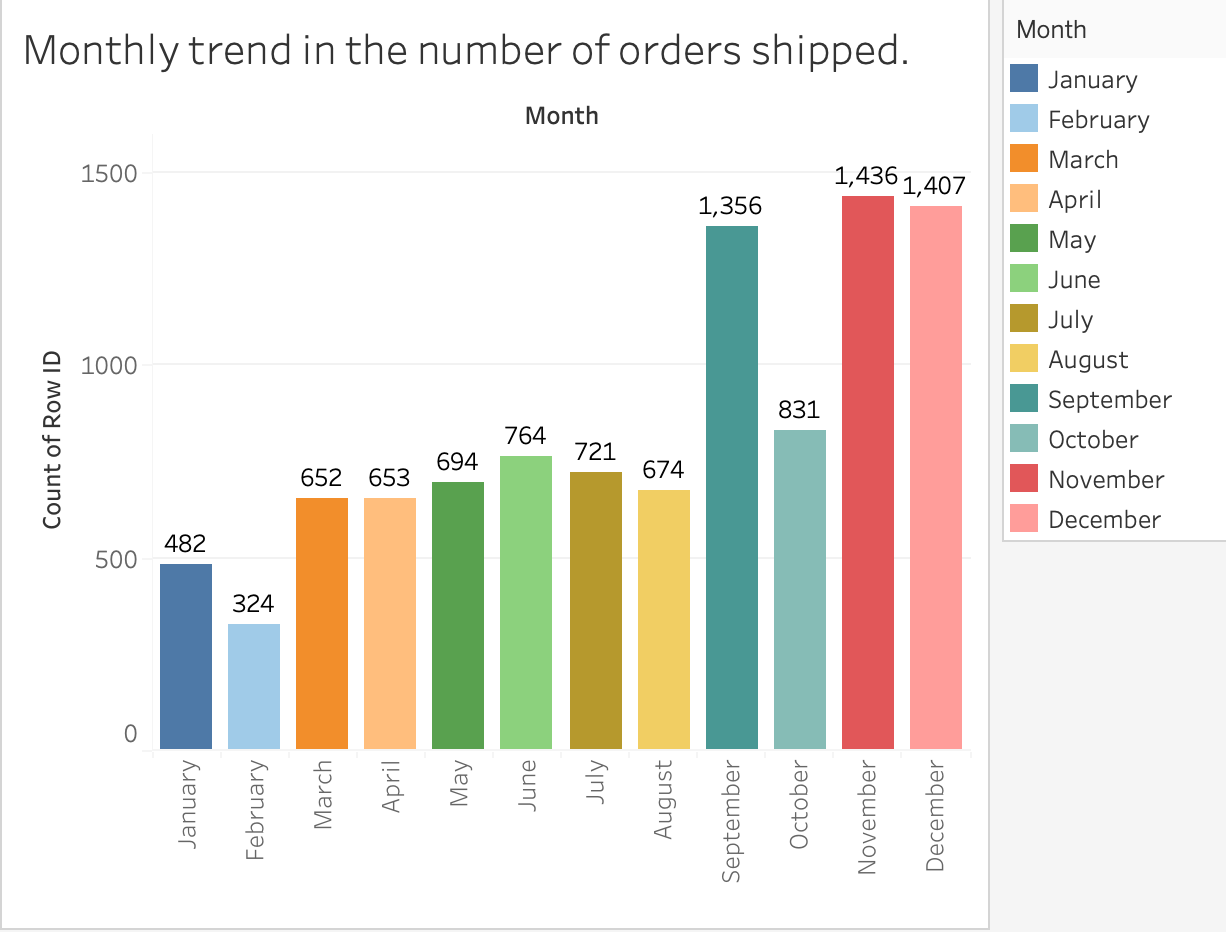 Monthly trend in the number of orders shipped.
Month
Count of Row ID
1500
1000
500
0
482
324
652
653
694
764
721
674
1,356
831
1,436
1,407
January
February
March
April
May
June
July
August
September
October
November
December
Month
January
February
March
April
May
June
July
August
September
October
November
December